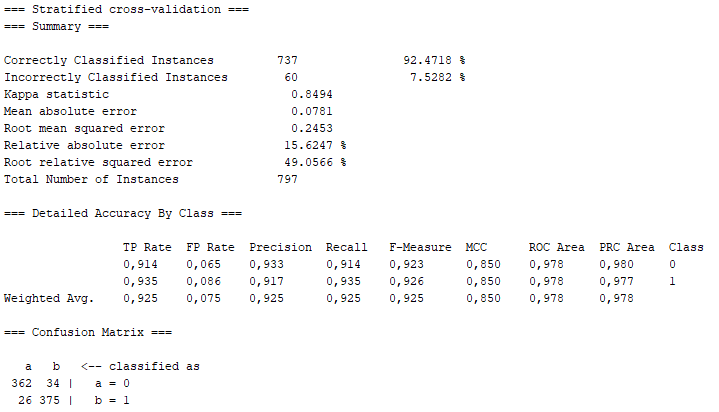 === Stratified cross-validation ===
=== Summary ===
Correctly Classified Instances 737 92.4718 %
Incorrectly Classified Instances 60 7.5282 %
Kappa statistic 0.8494
Mean absolute error 0.0781
Root mean squared error 0.2453
Relative absolute error 15.6247 %
Root relative squared error 49.0566 %
Total Number of Instances 797
=== Detailed Accuracy By Class ===
TP Rate FP Rate Precision Recall F-Measure MCC ROC Area PRC Area Class
0,914 0,065 0,933 0,914 0,923 0,850 0,978 0,980 0
0,935 0,086 0,917 0,935 0,926 0,850 0,978 0,977 1
Weighted Avg. 0,925 0,075 0,925 0,925 0,925 0,850 0,978 0,978
=== Confusion Matrix ===
a b <-- classified as
362 34 | a = 0
26 375 | b = 1